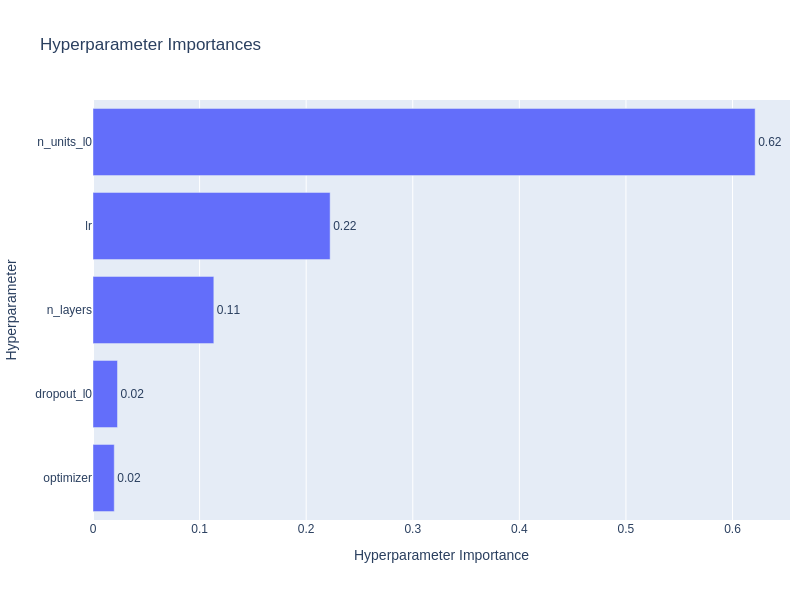 Hyperparameter Importances
n_units_l0
0.62
lr
0.22
n_layers
0.11
dropout_l0
0.02
optimizer
0.02
Hyperparameter
0
0.1
0.2
0.3
0.4
0.5
0.6
Hyperparameter Importance